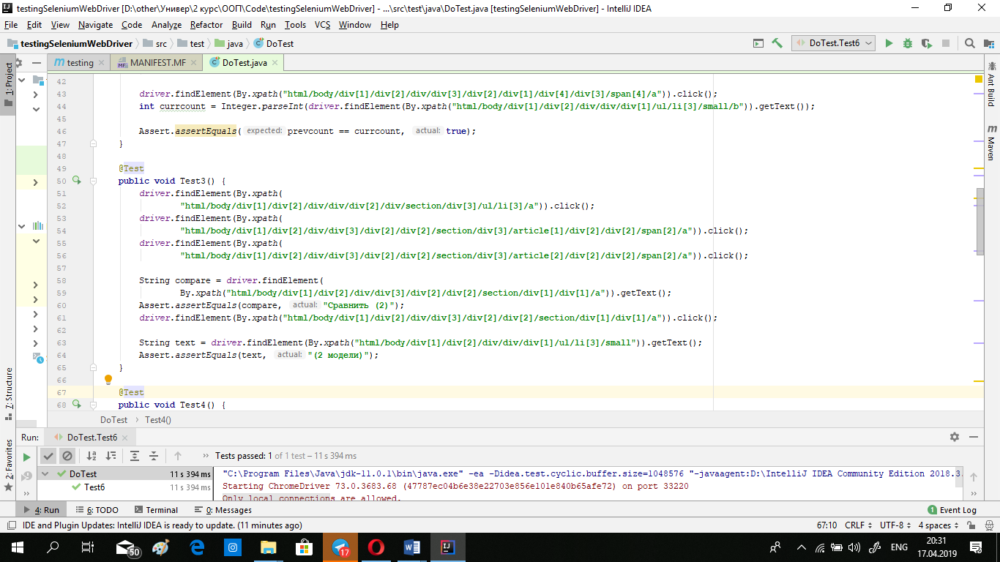 testingSeleniumWebDriver [D:\other\Универ\2 курс\ООП\Code\testingSeleniumWebDriver] - ...\src\test\java\DoTest.java [testingSeleniumWebDriver] - IntelliJ IDEA
File Edit View Navigate Code Analyze Refactor Build Run Tools VCS Window Help
testingSeleniumWebDriver src test java DoTest DoTest.Test6
testing MANIFEST.MF DoTest.java
1: Project
Ant Build
Maven
42
43 driver.findElement(By.xpath("html/body/div[1]/div[2]/div/div[3]/div[2]/div[1]/div[4]/div[3]/span[4]/a")).click();
44 int currcount = Integer.parseInt(driver.findElement(By.xpath("html/body/div[1]/div[2]/div/div/div[1]/ul/li[3]/small/b")).getText());
45
46 Assert.assertEquals( expected: prevcount == currcount, actual: true);
47 }
48
49 @Test
50 public void Test3() {
51 driver.findElement(By.xpath(
52 "html/body/div[1]/div[2]/div/div/div[2]/div/section/div[3]/ul/li[3]/a")).click();
53 driver.findElement(By.xpath(
54 "html/body/div[1]/div[2]/div/div[3]/div[2]/div[2]/section/div[3]/article[1]/div[2]/div[2]/span[2]/a")).click();
55 driver.findElement(By.xpath(
56 "html/body/div[1]/div[2]/div/div[3]/div[2]/div[2]/section/div[3]/article[2]/div[2]/div[2]/span[2]/a")).click();
57
58 String compare = driver.findElement(
59 By.xpath("html/body/div[1]/div[2]/div/div[3]/div[2]/div[2]/section/div[1]/div[1]/a")).getText();
60 Assert.assertEquals(compare, actual: "Сравнить (2)");
61 driver.findElement(By.xpath("html/body/div[1]/div[2]/div/div[3]/div[2]/div[2]/section/div[1]/div[1]/a")).click();
62
63 String text = driver.findElement(By.xpath("html/body/div[1]/div[2]/div/div/div[1]/ul/li[3]/small")).getText();
64 Assert.assertEquals(text, actual: "(2 модели)");
65 }
66
67 @Test
68 public void Test4() {
DoTest Test4()
7: Structure
2: Favorites
Run: DoTest.Test6
Tests passed: 1 of 1 test – 11 s 394 ms
DoTest 11 s 394 ms
Test6 11 s 394 ms
"C:\Program Files\Java\jdk-11.0.1\bin\java.exe" -ea -Didea.test.cyclic.buffer.size=1048576 "-javaagent:D:\IntelliJ IDEA Community Edition 2018.3.
Starting ChromeDriver 73.0.3683.68 (47787ec04b6e38e22703e856e101e840b65afe72) on port 33220
Only local connections are allowed.
4: Run 6: TODO Terminal 0: Messages 1 Event Log
IDE and Plugin Updates: IntelliJ IDEA is ready to update. (11 minutes ago) 67:10 CRLF UTF-8 4 spaces
50 17 ENG 20:31
17.04.2019